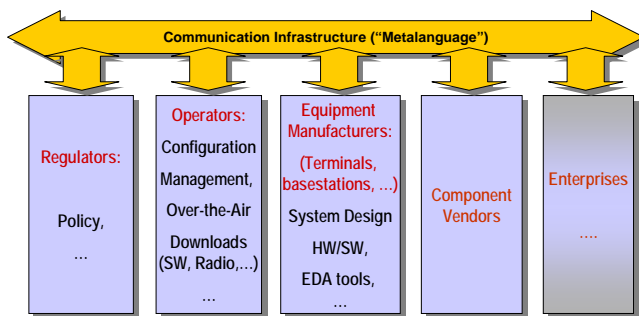 Communication Infrastructure (“Metalanguage”)
Regulators:
Policy,
...
Operators:
Configuration
Management,
Over-the-Air
Downloads
(SW, Radio,...)
...
Equipment
Manufacturers:
(Terminals,
basestations, ...)
System Design
HW/SW,
EDA tools,
...
Component
Vendors
Enterprises
....